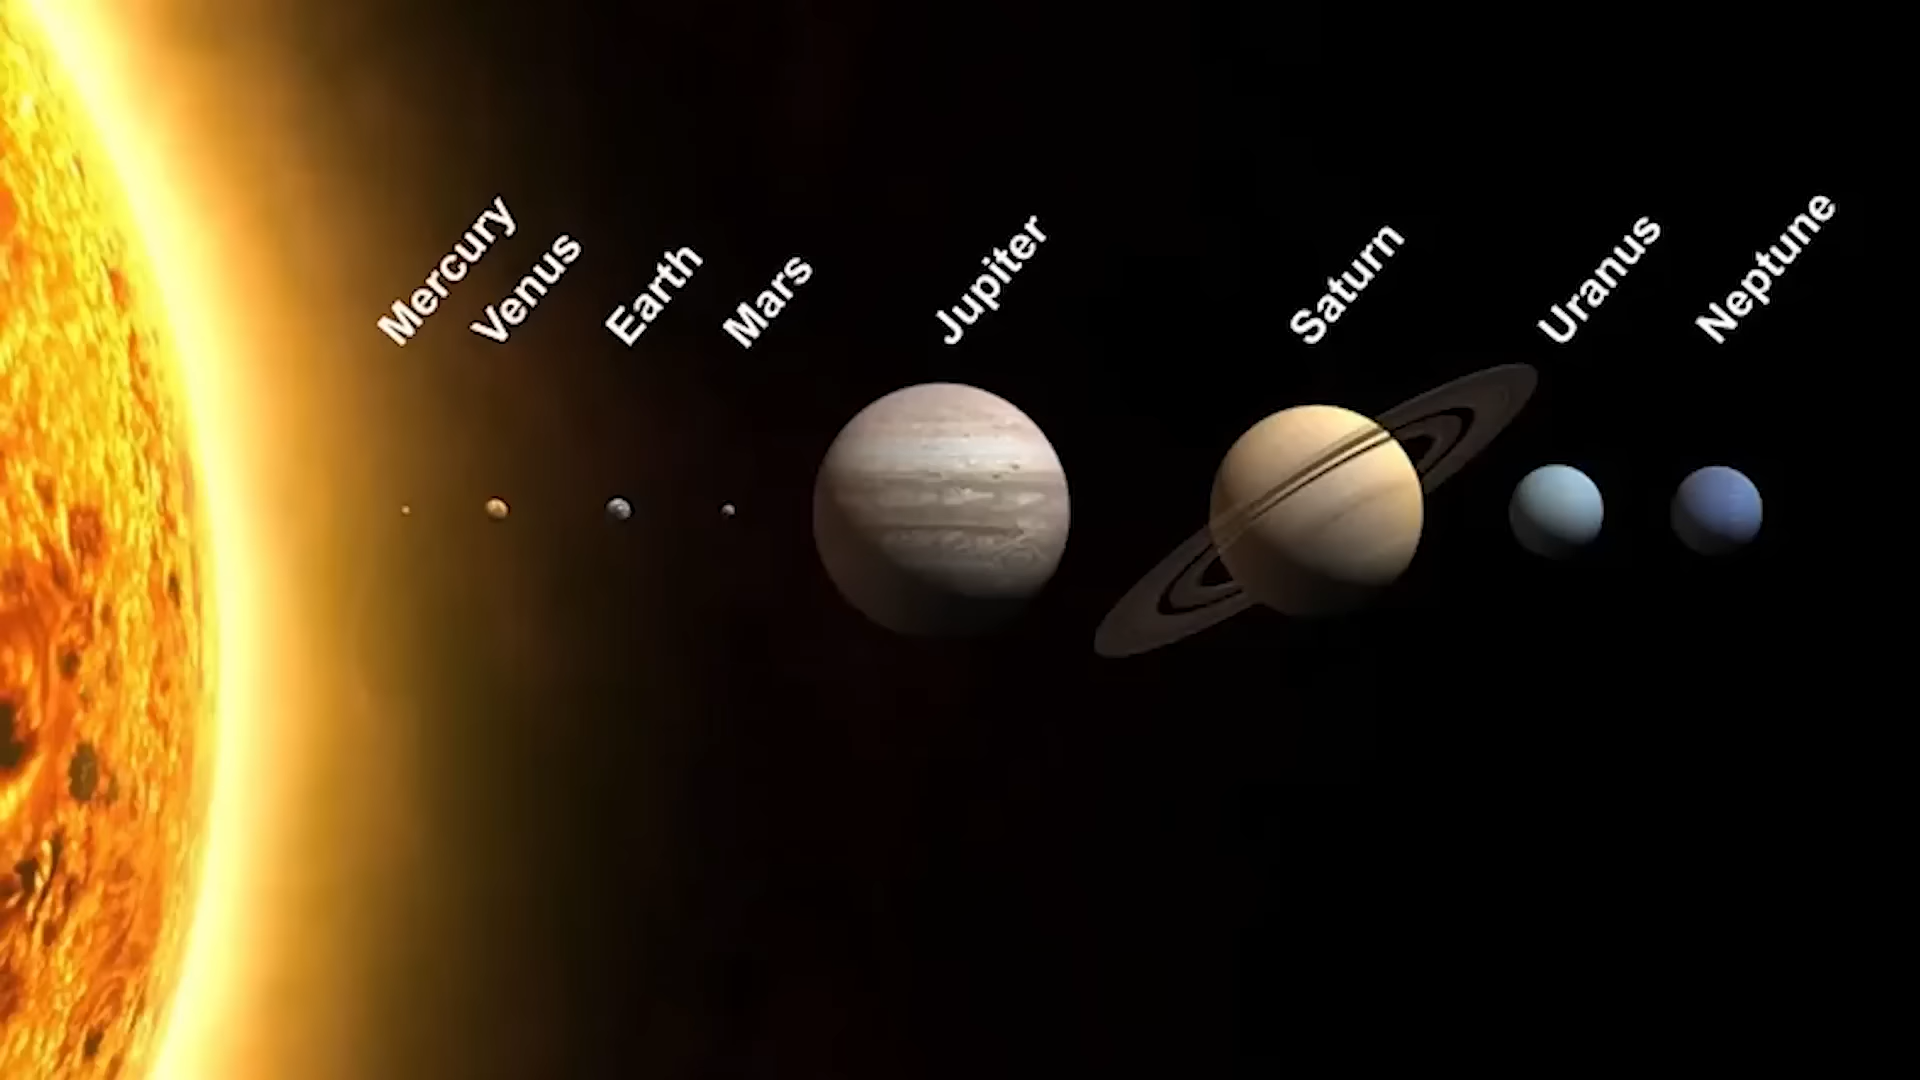 Mercury
Venus
Earth
Mars
Jupiter
Saturn
Uranus
Neptune